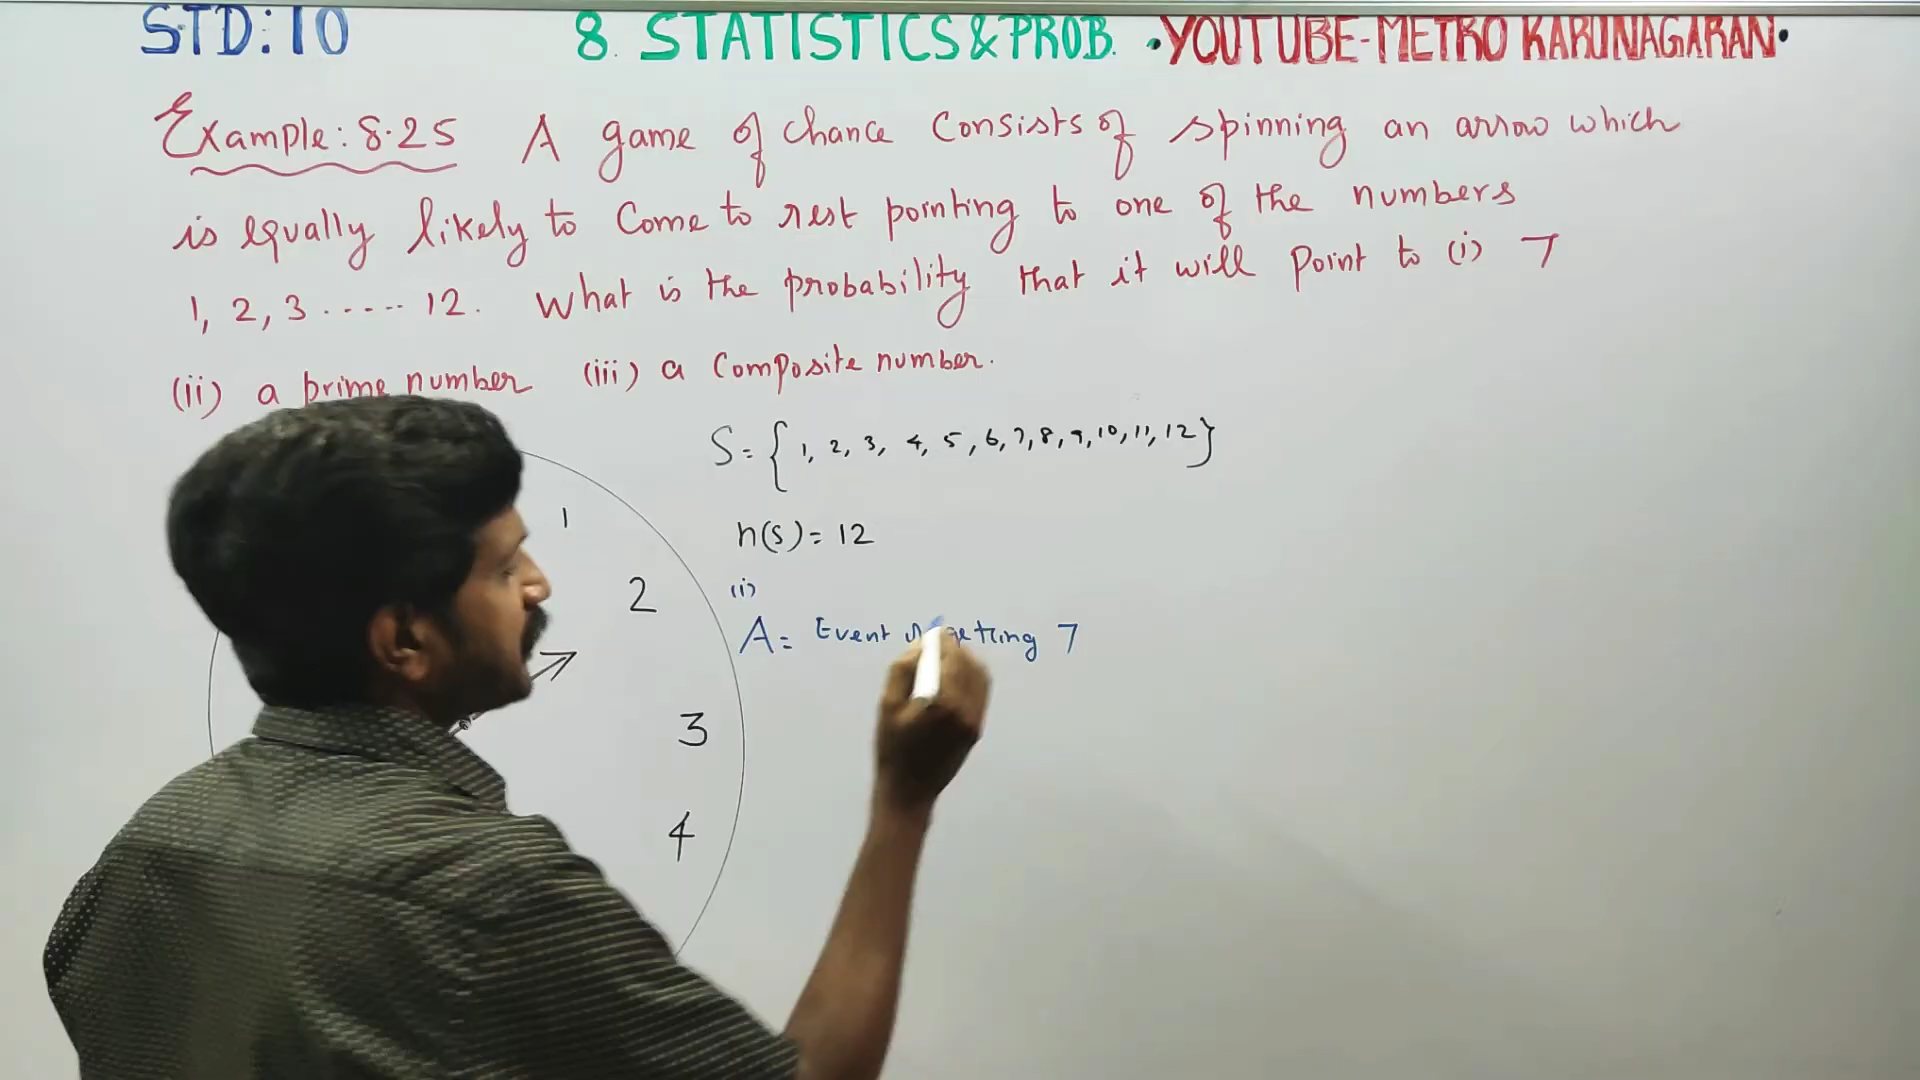 STD: 10 8. STATISTICS & PROB. •YOUTUBE-METRO KARUNAGARAN•
Example: 8.25 A game of chance consists of spinning an arrow which
is equally likely to come to rest pointing to one of the numbers
1, 2, 3 ..... 12. What is the probability that it will point to (i) 7
(ii) a prime number (iii) a composite number.
S = { 1, 2, 3, 4, 5, 6, 7, 8, 9, 10, 11, 12 }
1
n(s) = 12
2
(i)
A = Event getting 7
3
4